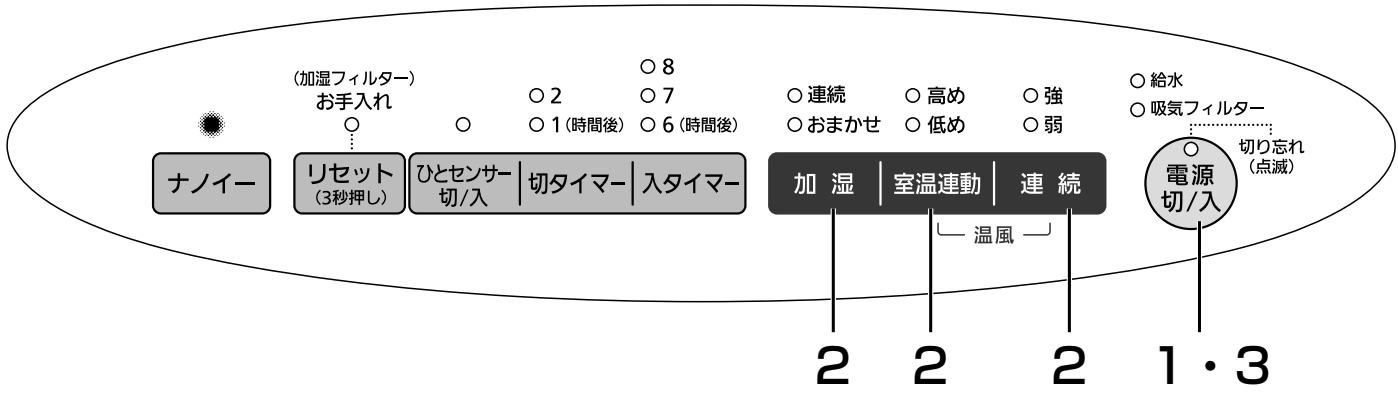 (加湿フィルター)
お手入れ
2
1(時間後)
8
7
6(時間後)
連続
おまかせ
高め
低め
強
弱
給水
吸気フィルター
切り忘れ
(点滅)
ナノイー
リセット
(3秒押し)
ひとセンサー
切/入
切タイマー
入タイマー
加湿
室温連動
連続
温風
電源
切/入
2
2
2
1・3